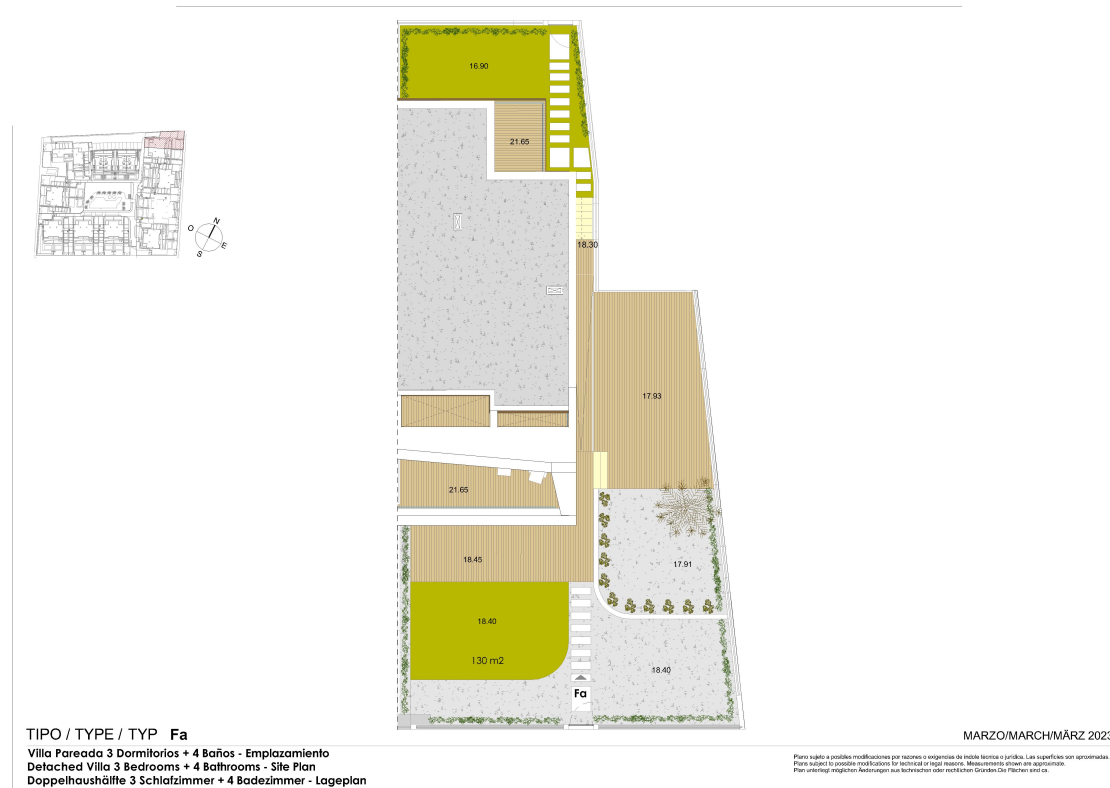 16.90
21.65
N
O
E
S
18.30
17.93
21.65
18.45
17.91
18.40
130 m2
18.40
Fa
TIPO / TYPE / TYP Fa
MARZO/MARCH/MÄRZ 2023
Villa Pareada 3 Dormitorios + 4 Baños - Emplazamiento
Detached Villa 3 Bedrooms + 4 Bathrooms - Site Plan
Doppelhaushälfte 3 Schlafzimmer + 4 Badezimmer - Lageplan
Plano sujeto a posibles modificaciones por razones o exigencias de índole técnica o jurídica. Las superficies son aproximadas.
Plans subject to possible modifications for technical or legal reasons. Measurements shown are approximate.
Plan unterliegt möglichen Änderungen aus technischen oder rechtlichen Gründen.Die Flächen sind ca.